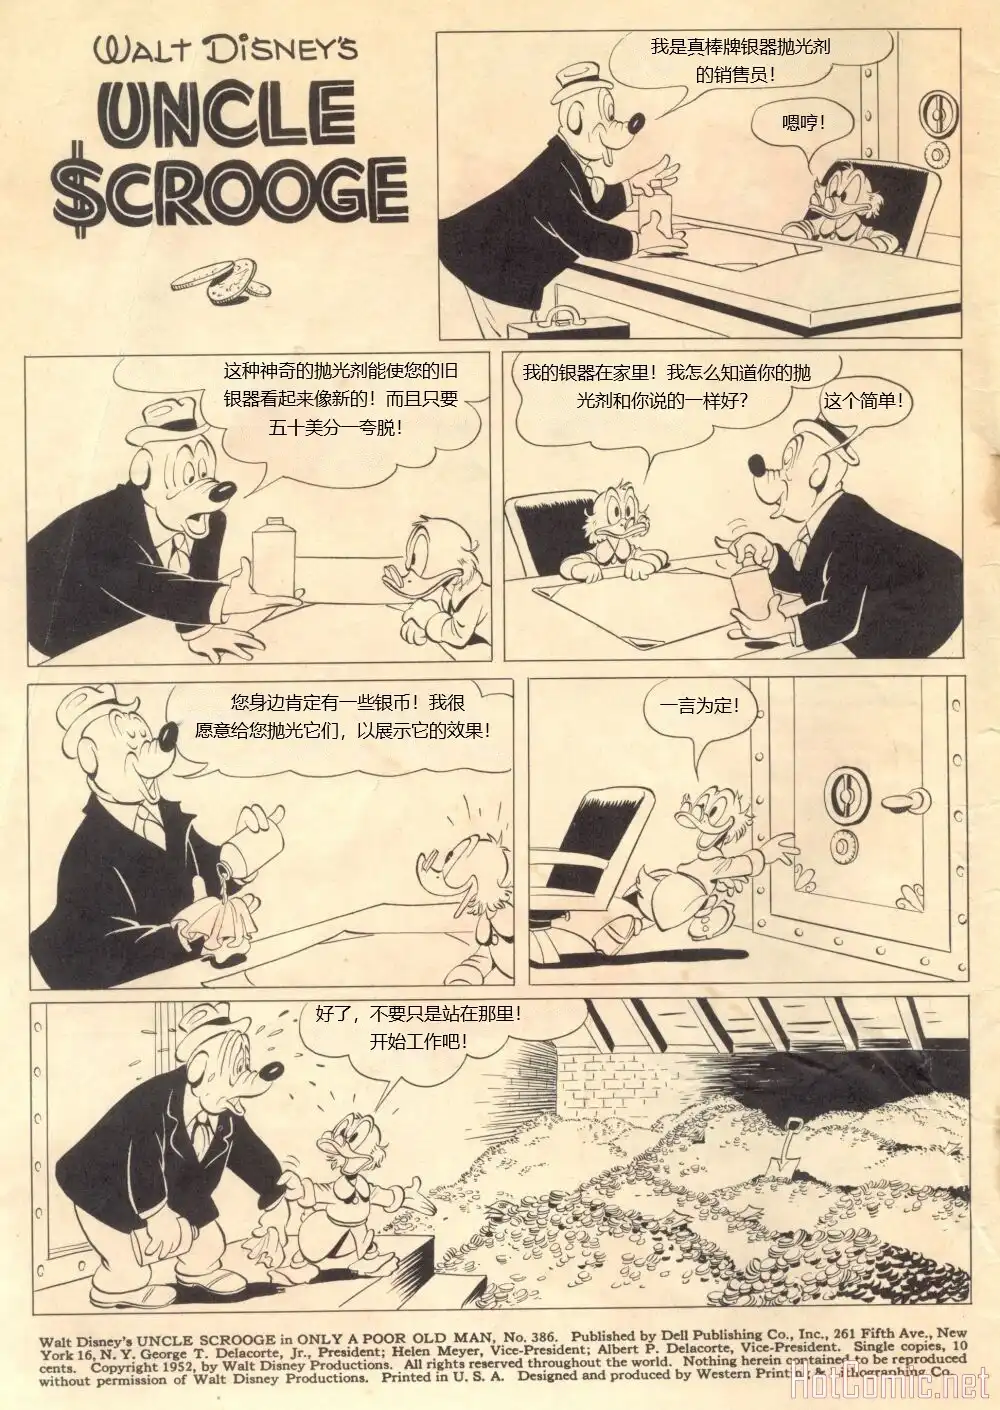 WALT DISNEY'S
UNCLE
$CROOGE
我是真棒牌银器抛光剂
的销售员！
嗯哼！
这种神奇的抛光剂能使您的旧
银器看起来像新的！而且只要
五十美分一夸脱！
我的银器在家里！我怎么知道你的抛
光剂和你说的一样好？
这个简单！
您身边肯定有一些银币！我很
愿意给您抛光它们，以展示它的效果！
一言为定！
好了，不要只是站在那里！
开始工作吧！
Walt Disney's UNCLE SCROOGE in ONLY A POOR OLD MAN, No. 386. Published by Dell Publishing Co., Inc., 261 Fifth Ave., New
York 16, N. Y. George T. Delacorte, Jr., President; Helen Meyer, Vice-President; Albert P. Delacorte, Vice-President. Single copies, 10
cents. Copyright 1952, by Walt Disney Productions. All rights reserved throughout the world. Nothing herein contained to be reproduced
without permission of Walt Disney Productions. Printed in U. S. A. Designed and produced by Western Printing & Lithographing Co.
HotComic.net